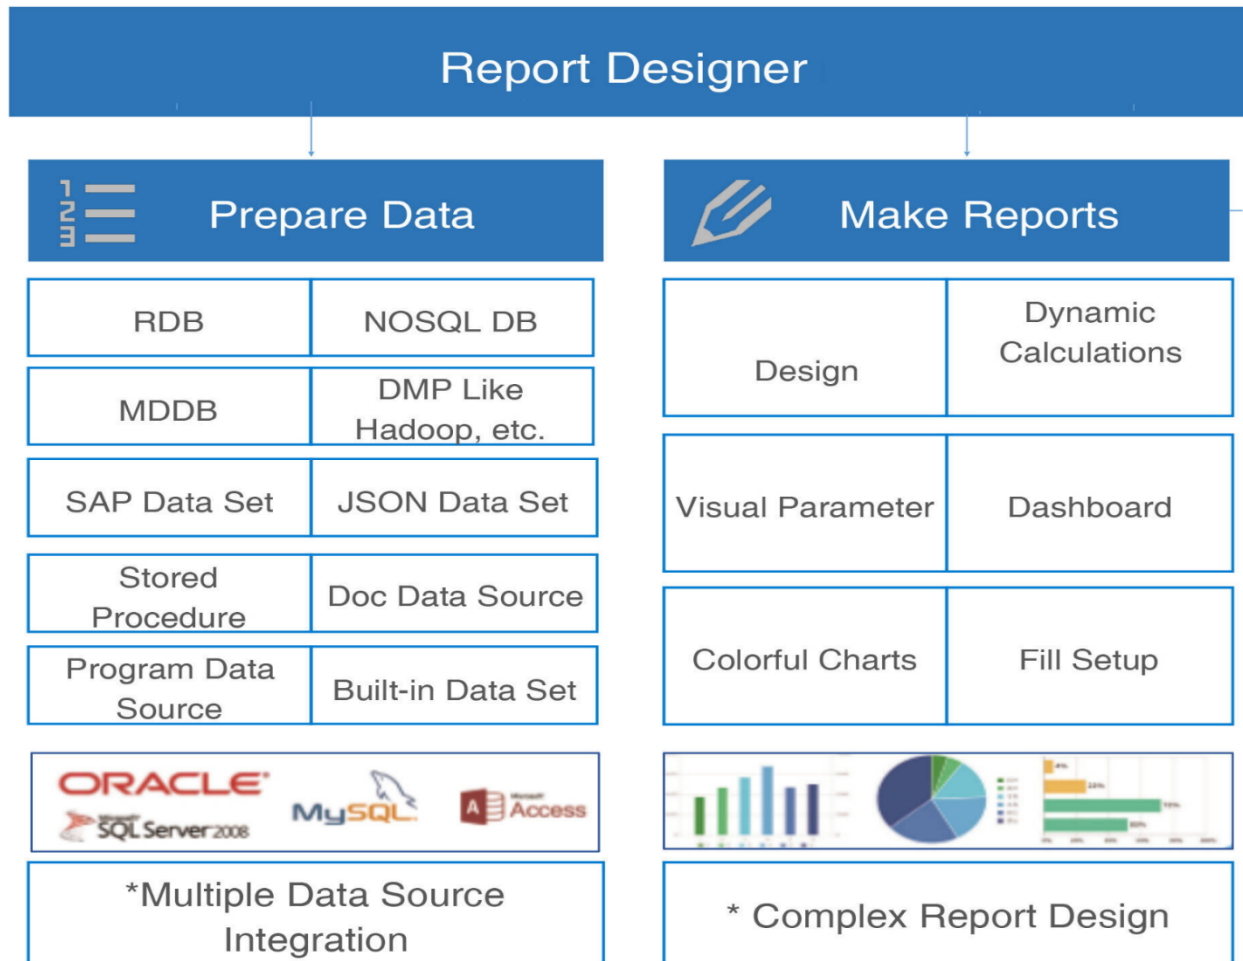 Report Designer
Prepare Data
Make Reports
RDB
NOSQL DB
MDDB
DMP Like
Hadoop, etc.
SAP Data Set
JSON Data Set
Stored
Procedure
Doc Data Source
Program Data
Source
Built-in Data Set
ORACLE
Microsoft
SQL Server 2008
MySQL
Microsoft
Access
*Multiple Data Source
Integration
Design
Dynamic
Calculations
Visual Parameter
Dashboard
Colorful Charts
Fill Setup
* Complex Report Design